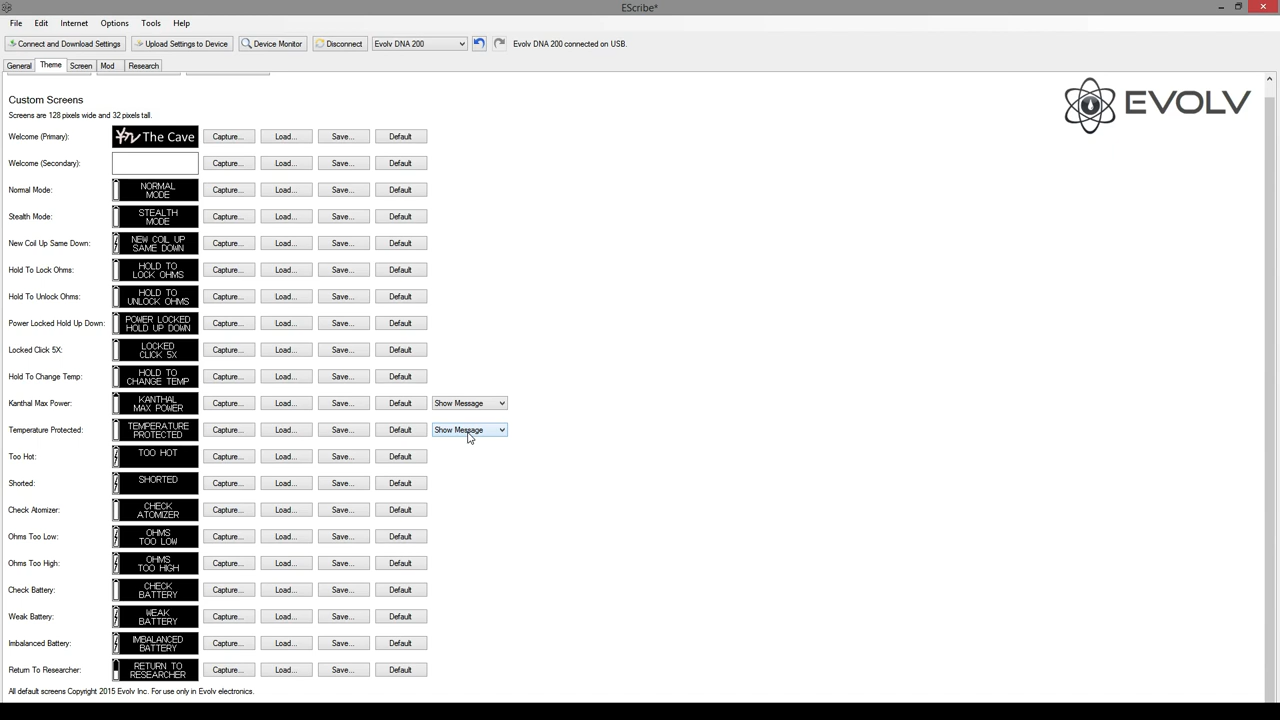 EScribe*
File Edit Internet Options Tools Help
Connect and Download Settings Upload Settings to Device Device Monitor Disconnect Evolv DNA 200 Evolv DNA 200 connected on USB.
General Theme Screen Mod Research
EVOLV
Custom Screens
Screens are 128 pixels wide and 32 pixels tall.
Welcome (Primary): The Cave Capture... Load... Save... Default
Welcome (Secondary): Capture... Load... Save... Default
Normal Mode: NORMAL MODE Capture... Load... Save... Default
Stealth Mode: STEALTH MODE Capture... Load... Save... Default
New Coil Up Same Down: NEW COIL UP SAME DOWN Capture... Load... Save... Default
Hold To Lock Ohms: HOLD TO LOCK OHMS Capture... Load... Save... Default
Hold To Unlock Ohms: HOLD TO UNLOCK OHMS Capture... Load... Save... Default
Power Locked Hold Up Down: POWER LOCKED HOLD UP DOWN Capture... Load... Save... Default
Locked Click 5X: LOCKED CLICK 5X Capture... Load... Save... Default
Hold To Change Temp: HOLD TO CHANGE TEMP Capture... Load... Save... Default
Kanthal Max Power: KANTHAL MAX POWER Capture... Load... Save... Default Show Message
Temperature Protected: TEMPERATURE PROTECTED Capture... Load... Save... Default Show Message
Too Hot: TOO HOT Capture... Load... Save... Default
Shorted: SHORTED Capture... Load... Save... Default
Check Atomizer: CHECK ATOMIZER Capture... Load... Save... Default
Ohms Too Low: OHMS TOO LOW Capture... Load... Save... Default
Ohms Too High: OHMS TOO HIGH Capture... Load... Save... Default
Check Battery: CHECK BATTERY Capture... Load... Save... Default
Weak Battery: WEAK BATTERY Capture... Load... Save... Default
Imbalanced Battery: IMBALANCED BATTERY Capture... Load... Save... Default
Return To Researcher: RETURN TO RESEARCHER Capture... Load... Save... Default
All default screens Copyright 2015 Evolv Inc. For use only in Evolv electronics.